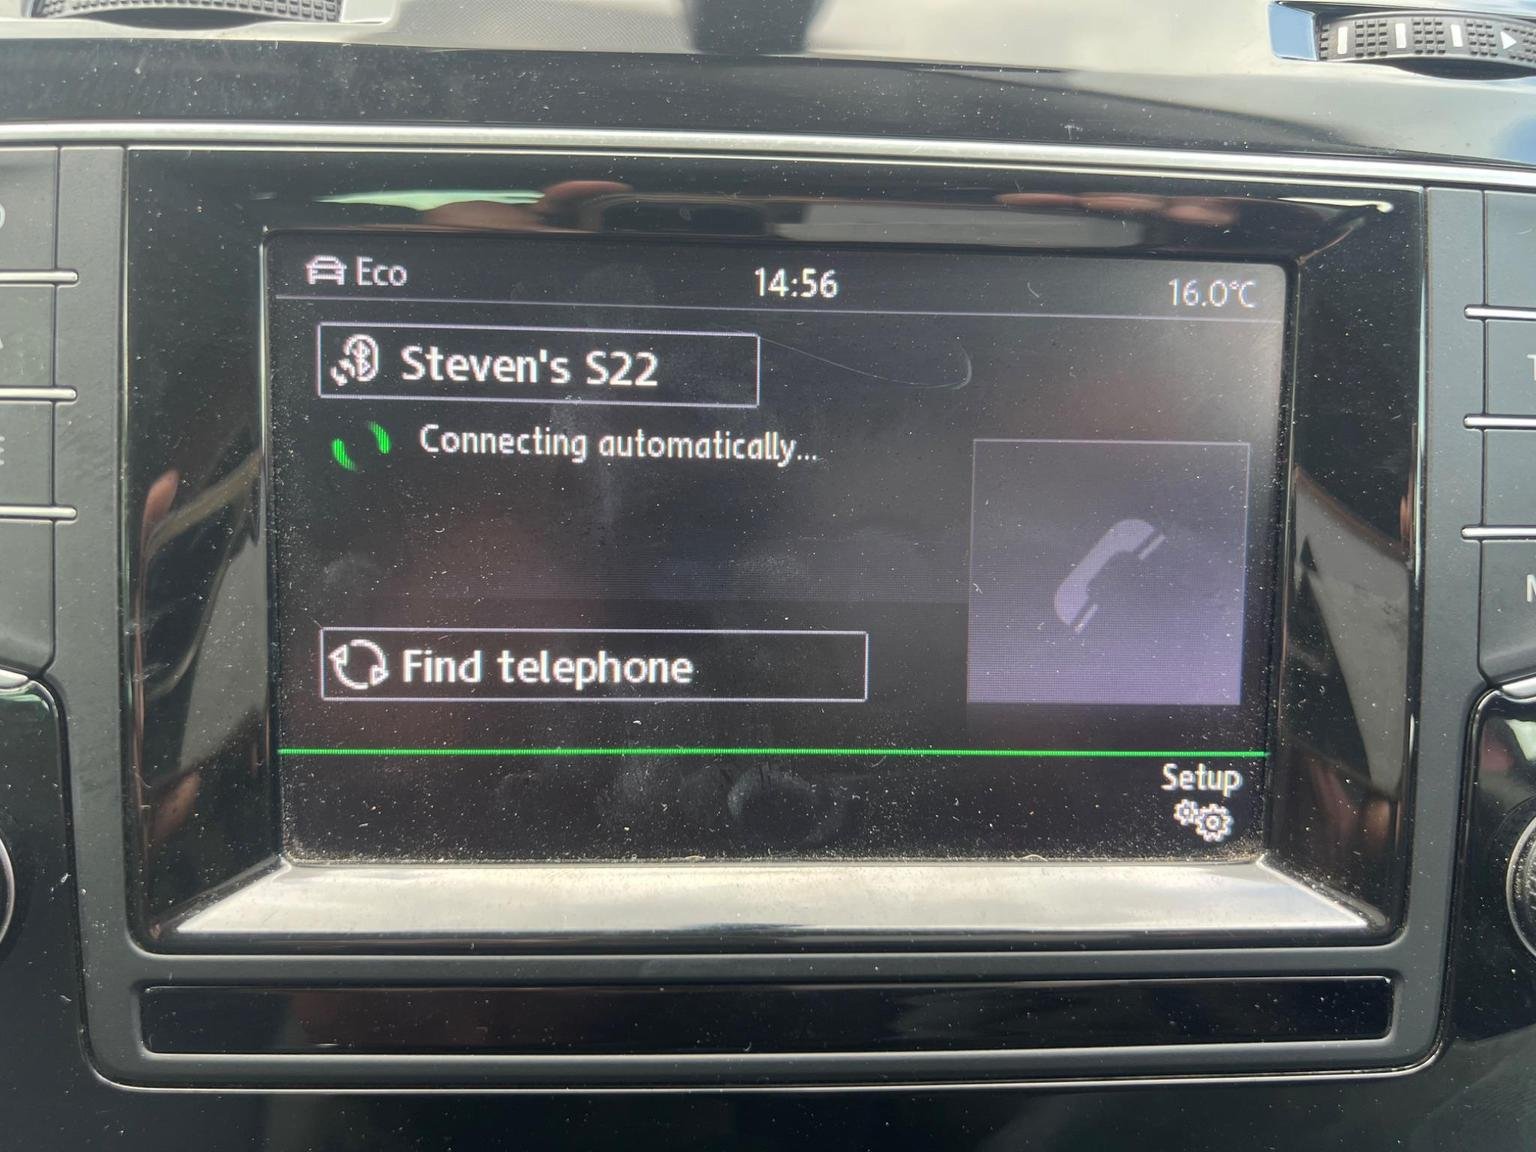 Eco
14:56
16.0°C
Steven's S22
Connecting automatically...
Find telephone
Setup